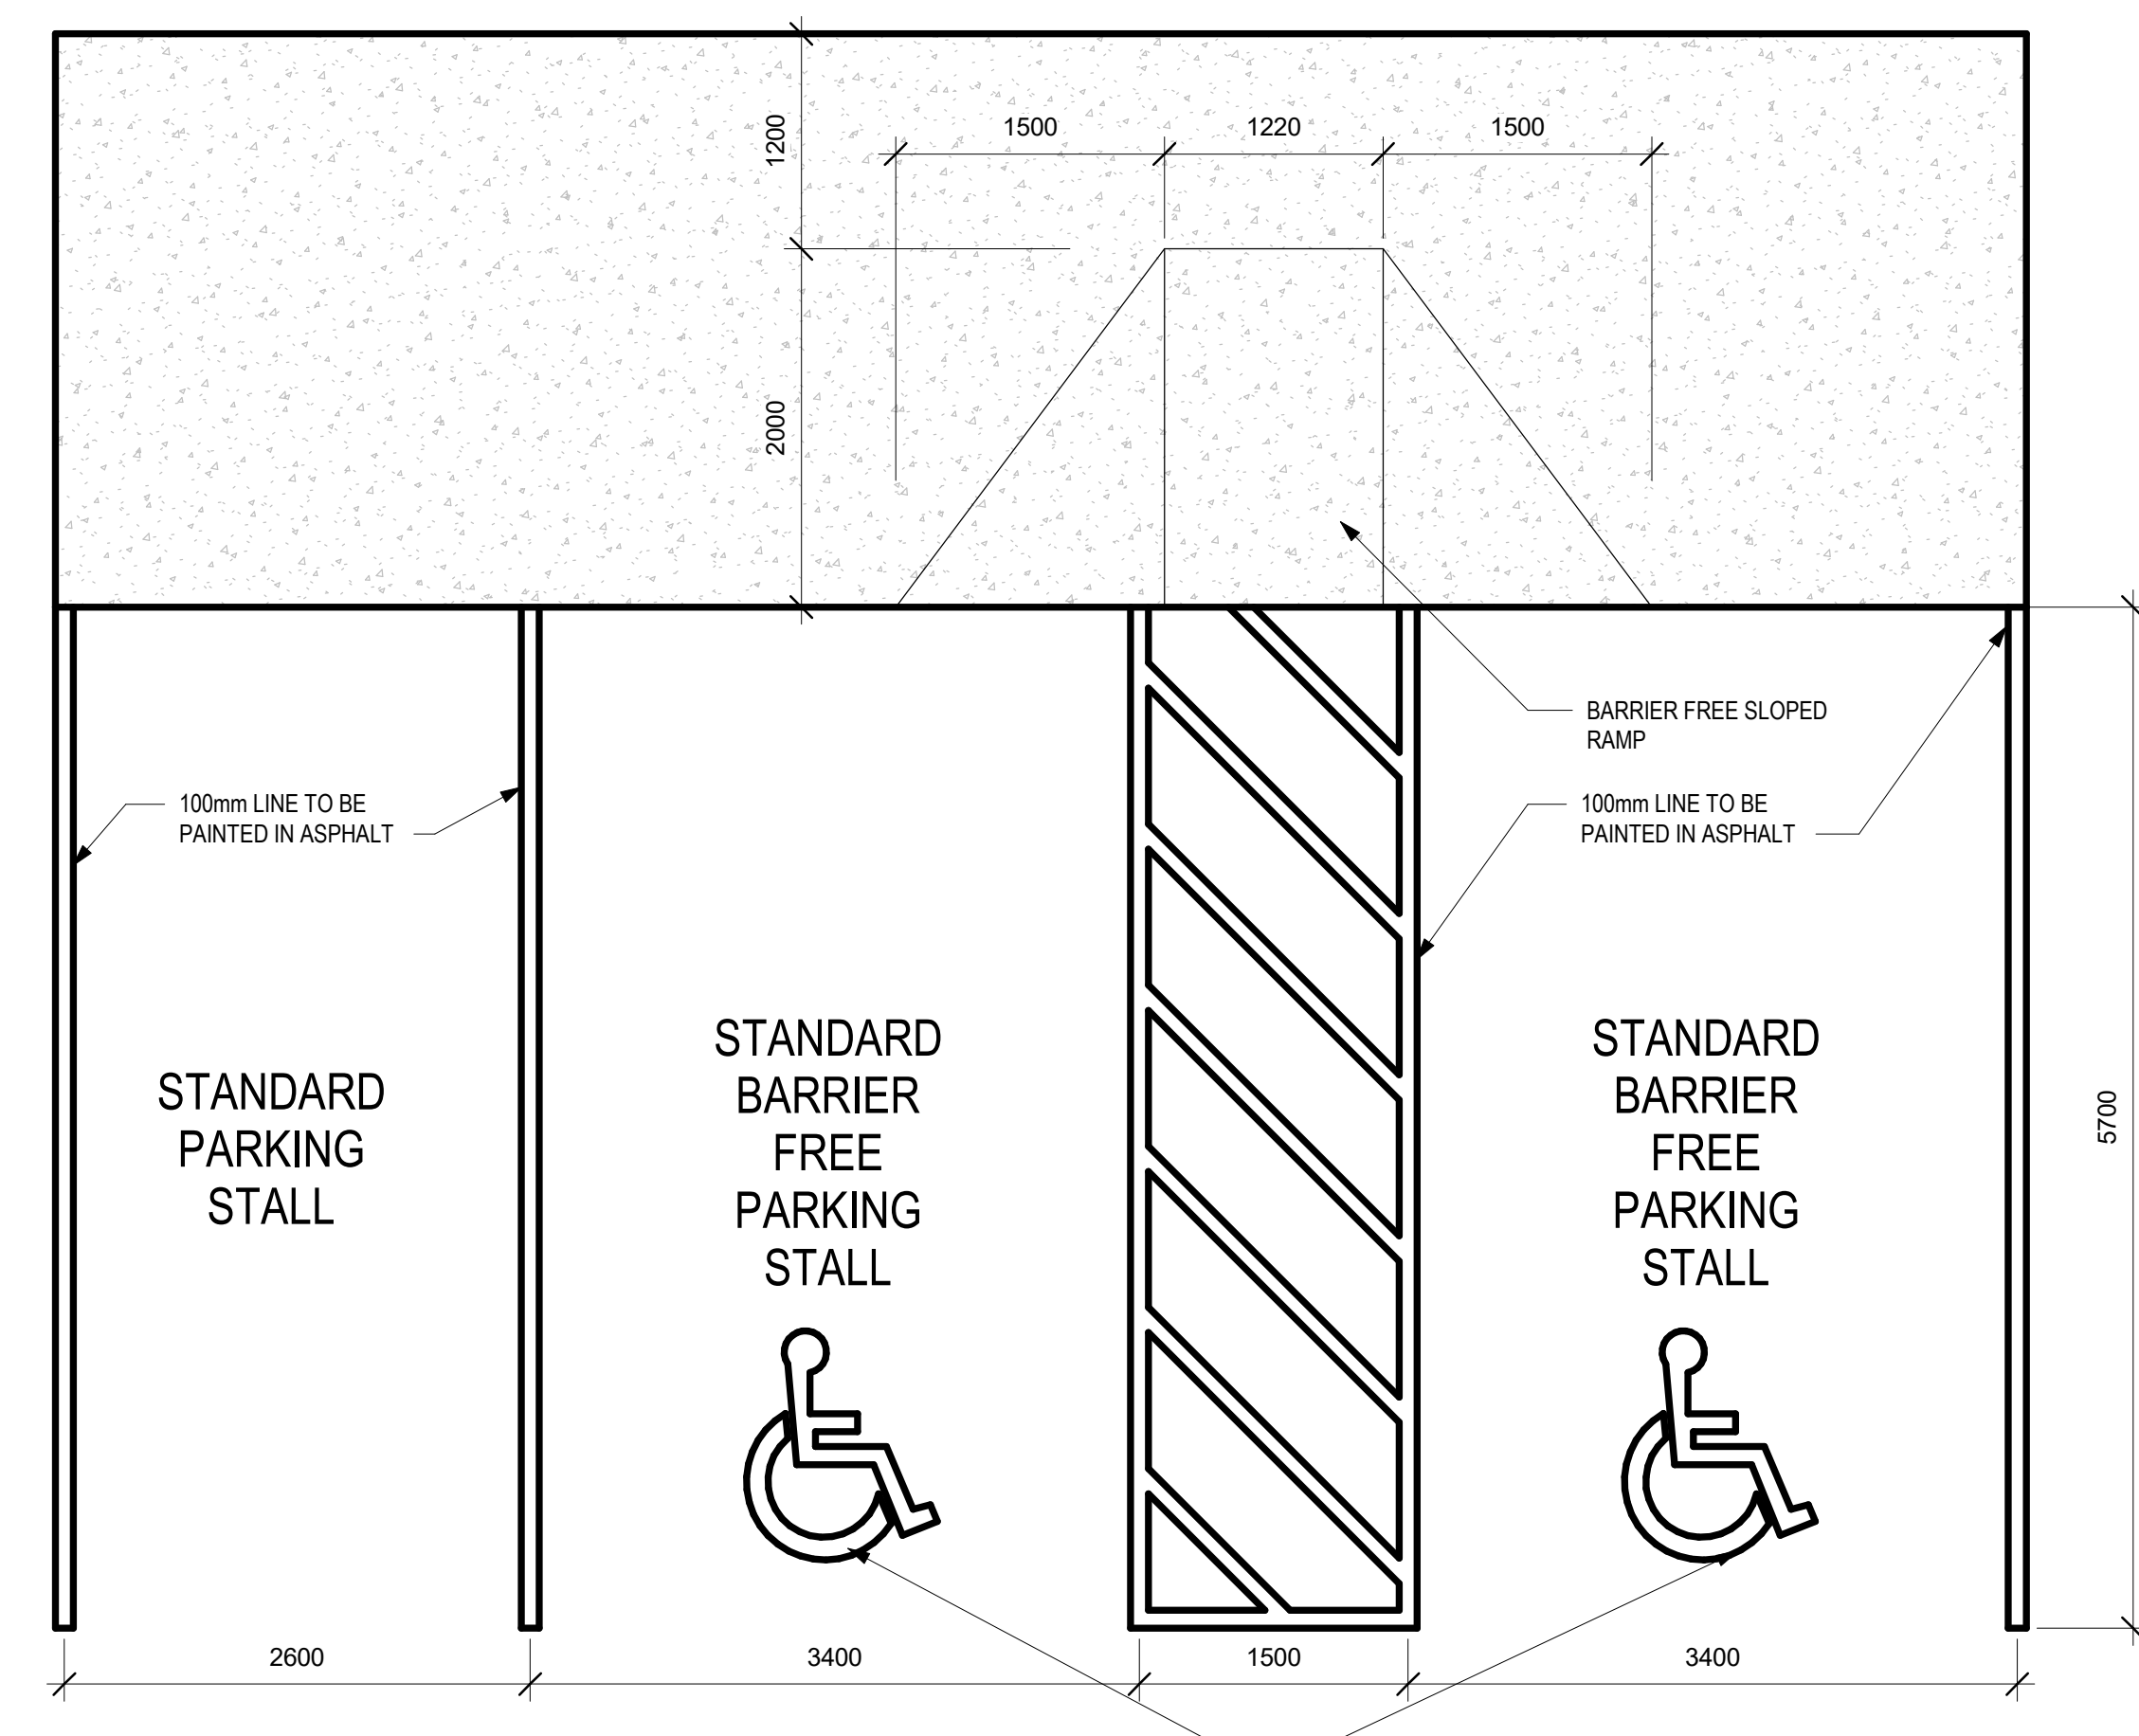 1200
1500
1220
1500
2000
BARRIER FREE SLOPED
RAMP
100mm LINE TO BE
PAINTED IN ASPHALT
100mm LINE TO BE
PAINTED IN ASPHALT
STANDARD
PARKING
STALL
STANDARD
BARRIER
FREE
PARKING
STALL
STANDARD
BARRIER
FREE
PARKING
STALL
5700
2600
3400
1500
3400